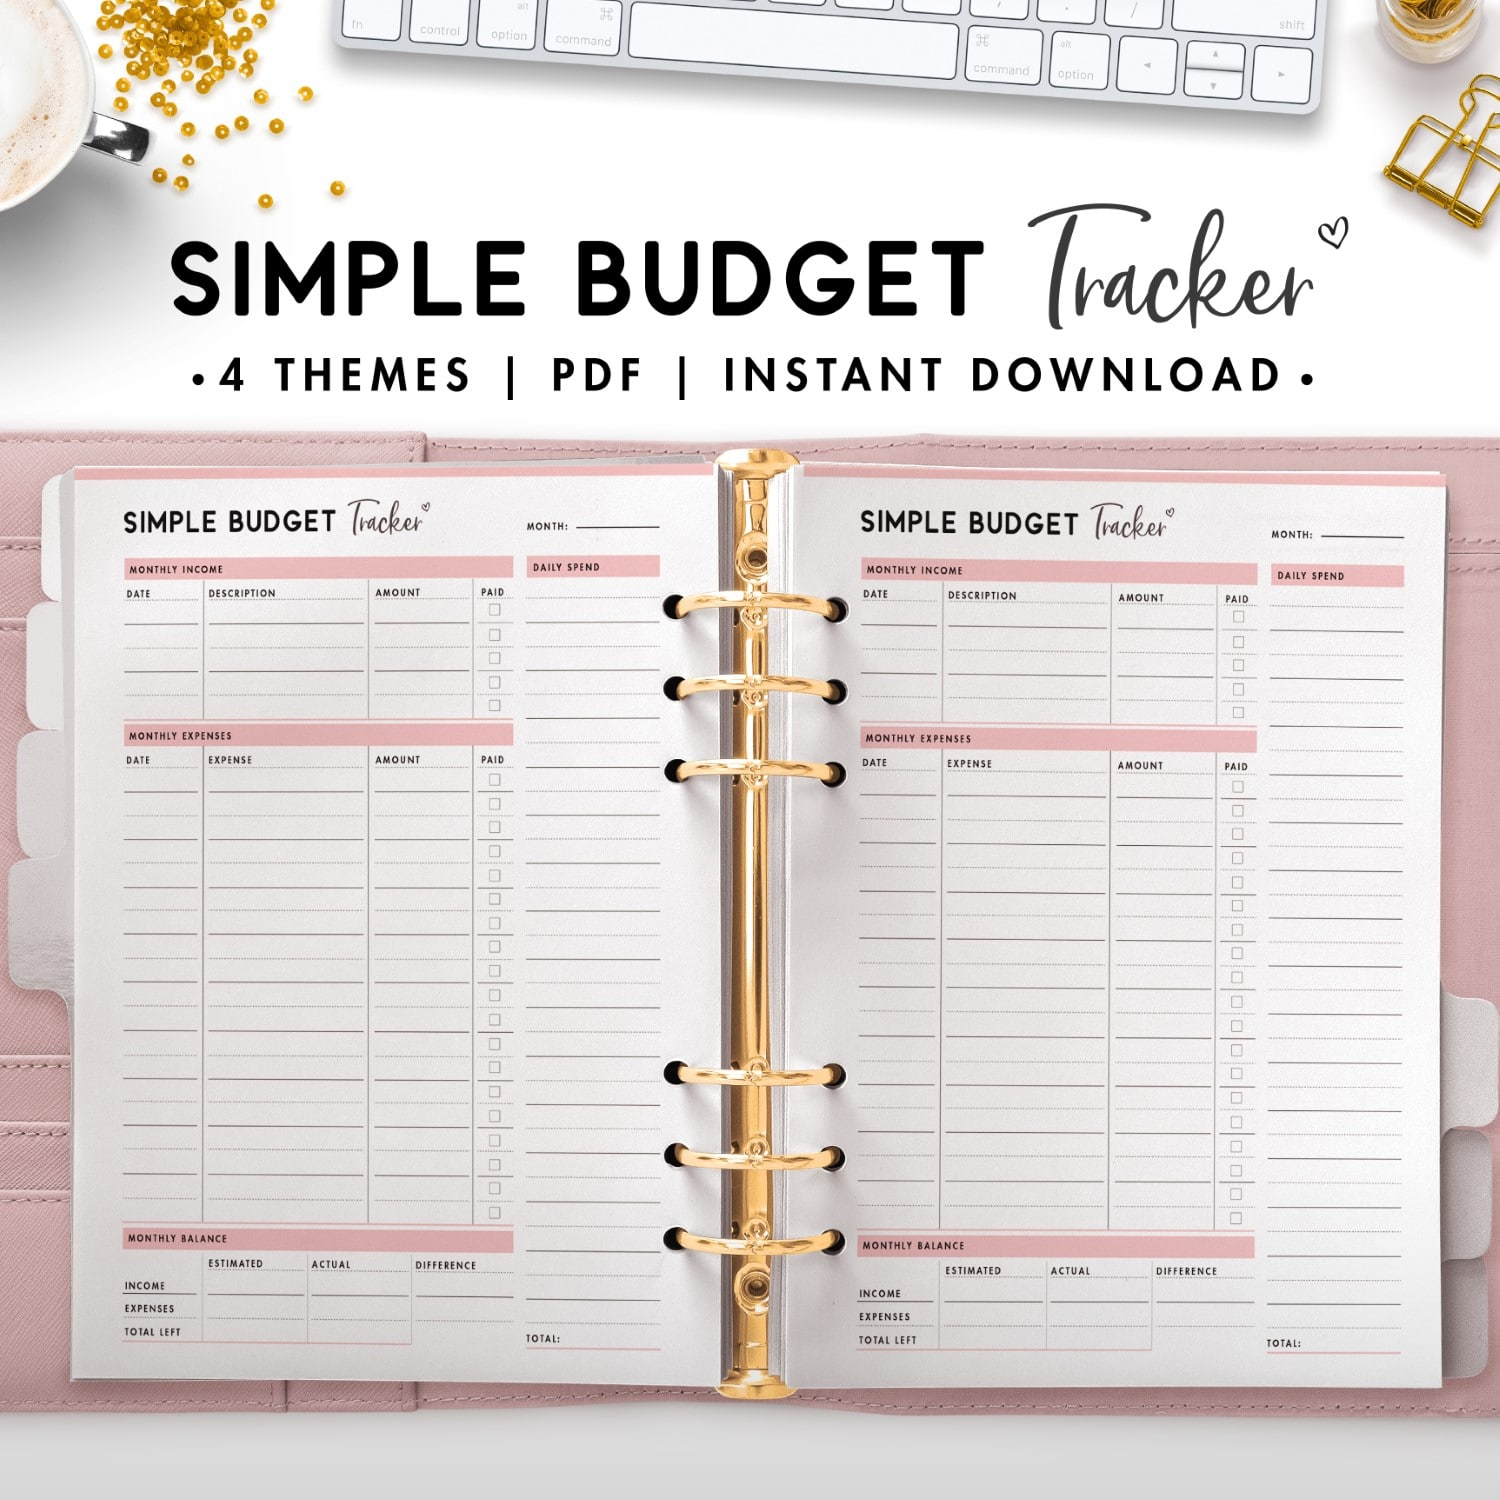 fn control alt option ⌘ command ⌘ command alt option shift
, . /
SIMPLE BUDGET Tracker
• 4 THEMES | PDF | INSTANT DOWNLOAD •
SIMPLE BUDGET Tracker
MONTH:
MONTHLY INCOME
DATE DESCRIPTION AMOUNT PAID
MONTHLY EXPENSES
DATE EXPENSE AMOUNT PAID
MONTHLY BALANCE
ESTIMATED ACTUAL DIFFERENCE
INCOME
EXPENSES
TOTAL LEFT
DAILY SPEND
TOTAL:
SIMPLE BUDGET Tracker
MONTH:
MONTHLY INCOME
DATE DESCRIPTION AMOUNT PAID
MONTHLY EXPENSES
DATE EXPENSE AMOUNT PAID
MONTHLY BALANCE
ESTIMATED ACTUAL DIFFERENCE
INCOME
EXPENSES
TOTAL LEFT
DAILY SPEND
TOTAL: